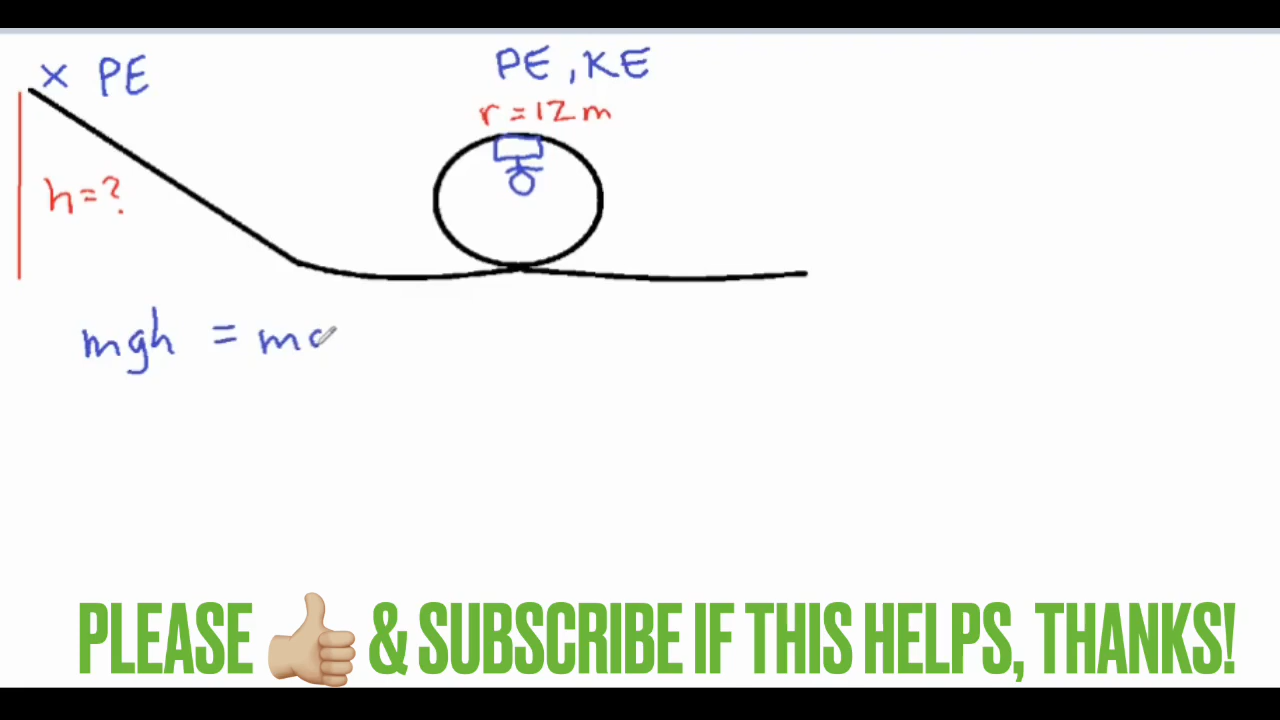 × PE
PE, KE
r = 12 m
h = ?
mgh = m
PLEASE 👍🏼 & SUBSCRIBE IF THIS HELPS, THANKS!